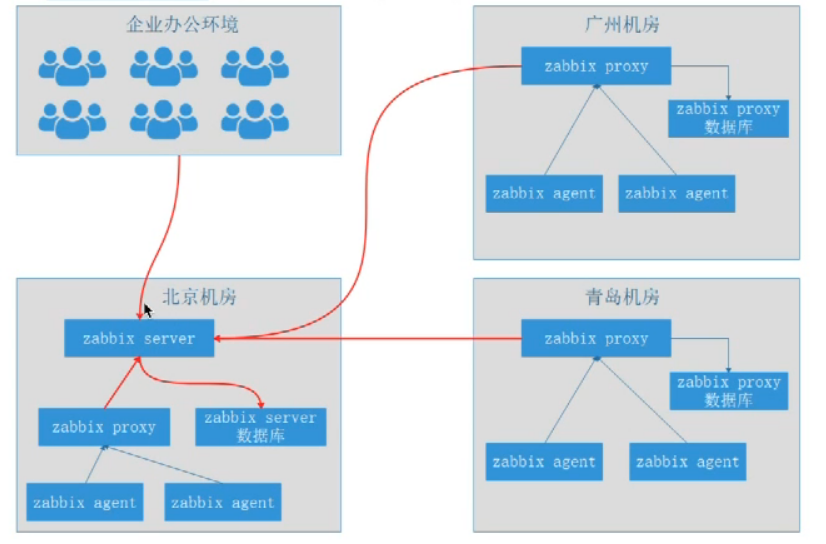 企业办公环境
广州机房
zabbix proxy
zabbix proxy
数据库
zabbix agent
zabbix agent
北京机房
zabbix server
zabbix proxy
zabbix server
数据库
zabbix agent
zabbix agent
青岛机房
zabbix proxy
zabbix proxy
数据库
zabbix agent
zabbix agent